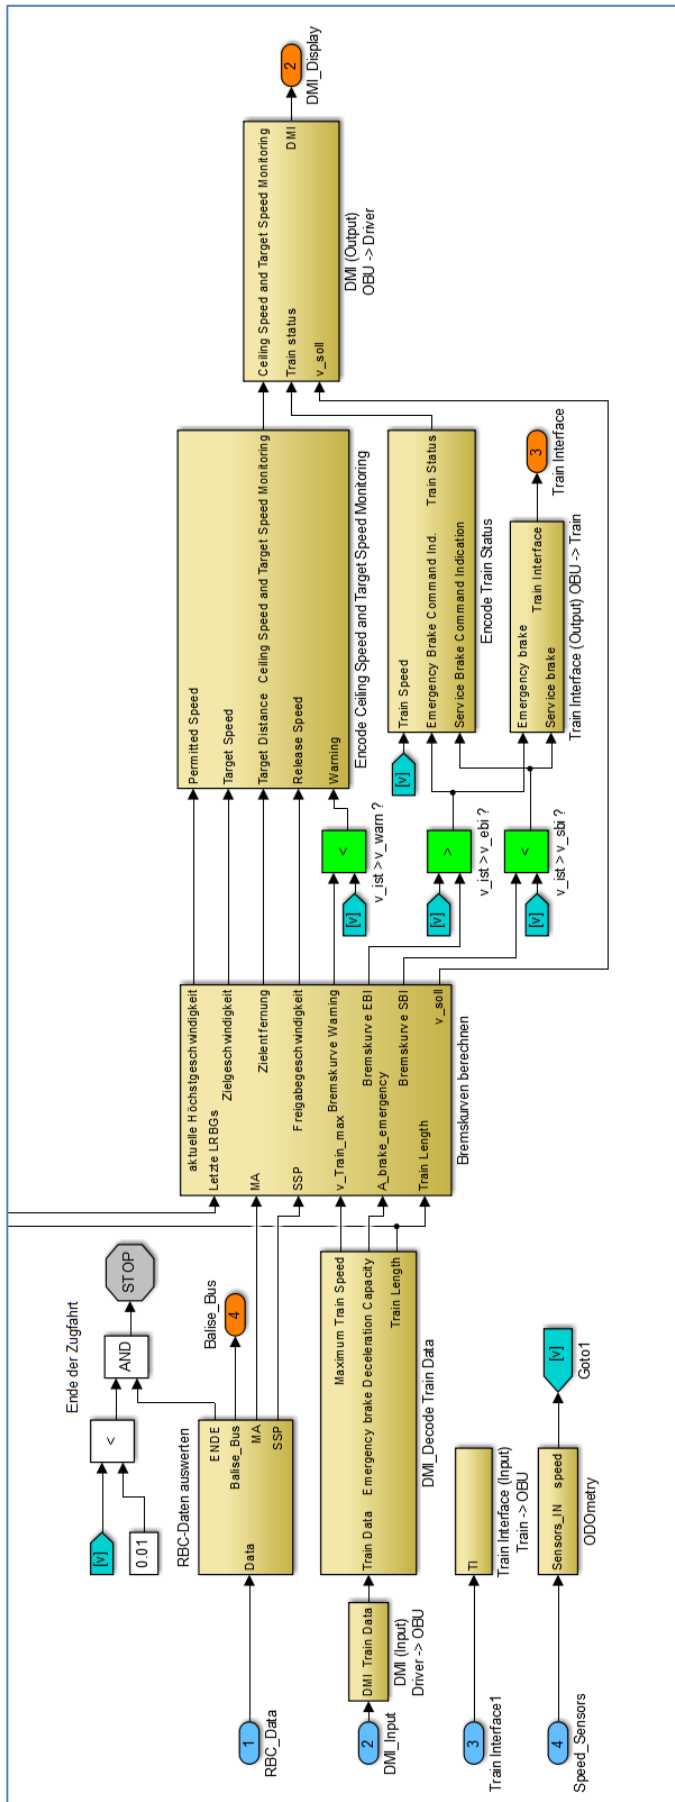 Ende der Zugfahrt
[v]
0.01
<
AND
STOP
1
RBC_Data
RBC-Daten auswerten
Data
ENDE
Balise_Bus
MA
SSP
Balise_Bus
4
2
DMI_Input
DMI Train Data
DMI (Input)
Driver -> OBU
Train Data
Maximum Train Speed
Emergency brake Deceleration Capacity
Train Length
DMI_Decode Train Data
3
Train Interface1
TI
Train Interface (Input)
Train -> OBU
4
Speed_Sensors
Sensors_IN
speed
ODOmetry
[v]
Goto1
Letzte LRBGs
MA
SSP
v_Train_max
A_brake_emergency
Train Length
aktuelle Höchstgeschwindigkeit
Zielgeschwindigkeit
Zielentfernung
Freigabegeschwindigkeit
Bremskurve Warning
Bremskurve EBI
Bremskurve SBI
v_soll
Bremskurven berechnen
[v]
<
v_ist > v_warn ?
[v]
>
v_ist > v_ebi ?
[v]
<
v_ist > v_sbi ?
Permitted Speed
Target Speed
Target Distance
Release Speed
Warning
Ceiling Speed and Target Speed Monitoring
Encode Ceiling Speed and Target Speed Monitoring
[v]
Train Speed
Emergency Brake Command Ind.
Service Brake Command Indication
Train Status
Encode Train Status
Emergency brake
Service brake
Train Interface
Train Interface (Output) OBU -> Train
3
Train Interface
Ceiling Speed and Target Speed Monitoring
Train status
v_soll
DMI
DMI (Output)
OBU -> Driver
2
DMI_Display